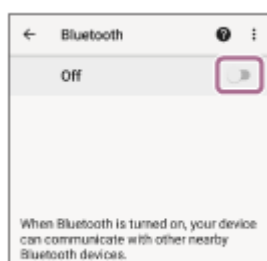 Bluetooth
Off
When Bluetooth is turned on, your device
can communicate with other nearby
Bluetooth devices.